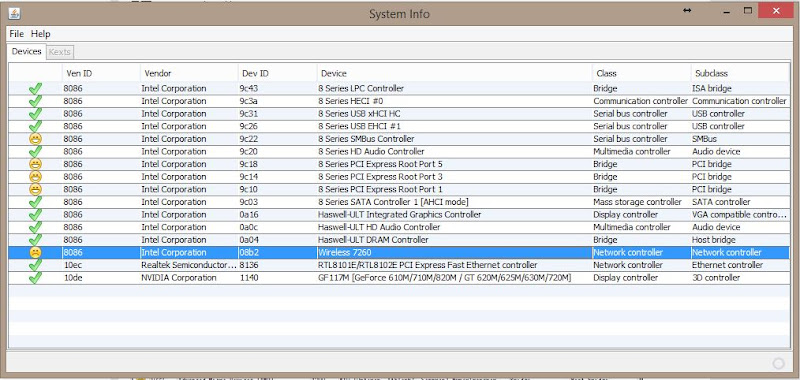 System Info
File Help
Devices Kexts
Ven ID Vendor Dev ID Device Class Subclass
8086 Intel Corporation 9c43 8 Series LPC Controller Bridge ISA bridge
8086 Intel Corporation 9c3a 8 Series HECI #0 Communication controller Communication controller
8086 Intel Corporation 9c31 8 Series USB xHCI HC Serial bus controller USB controller
8086 Intel Corporation 9c26 8 Series USB EHCI #1 Serial bus controller USB controller
8086 Intel Corporation 9c22 8 Series SMBus Controller Serial bus controller SMBus
8086 Intel Corporation 9c20 8 Series HD Audio Controller Multimedia controller Audio device
8086 Intel Corporation 9c18 8 Series PCI Express Root Port 5 Bridge PCI bridge
8086 Intel Corporation 9c14 8 Series PCI Express Root Port 3 Bridge PCI bridge
8086 Intel Corporation 9c10 8 Series PCI Express Root Port 1 Bridge PCI bridge
8086 Intel Corporation 9c03 8 Series SATA Controller 1 [AHCI mode] Mass storage controller SATA controller
8086 Intel Corporation 0a16 Haswell-ULT Integrated Graphics Controller Display controller VGA compatible contro...
8086 Intel Corporation 0a0c Haswell-ULT HD Audio Controller Multimedia controller Audio device
8086 Intel Corporation 0a04 Haswell-ULT DRAM Controller Bridge Host bridge
8086 Intel Corporation 08b2 Wireless 7260 Network controller Network controller
10ec Realtek Semiconductor... 8136 RTL8101E/RTL8102E PCI Express Fast Ethernet controller Network controller Ethernet controller
10de NVIDIA Corporation 1140 GF117M [GeForce 610M/710M/820M / GT 620M/625M/630M/720M] Display controller 3D controller